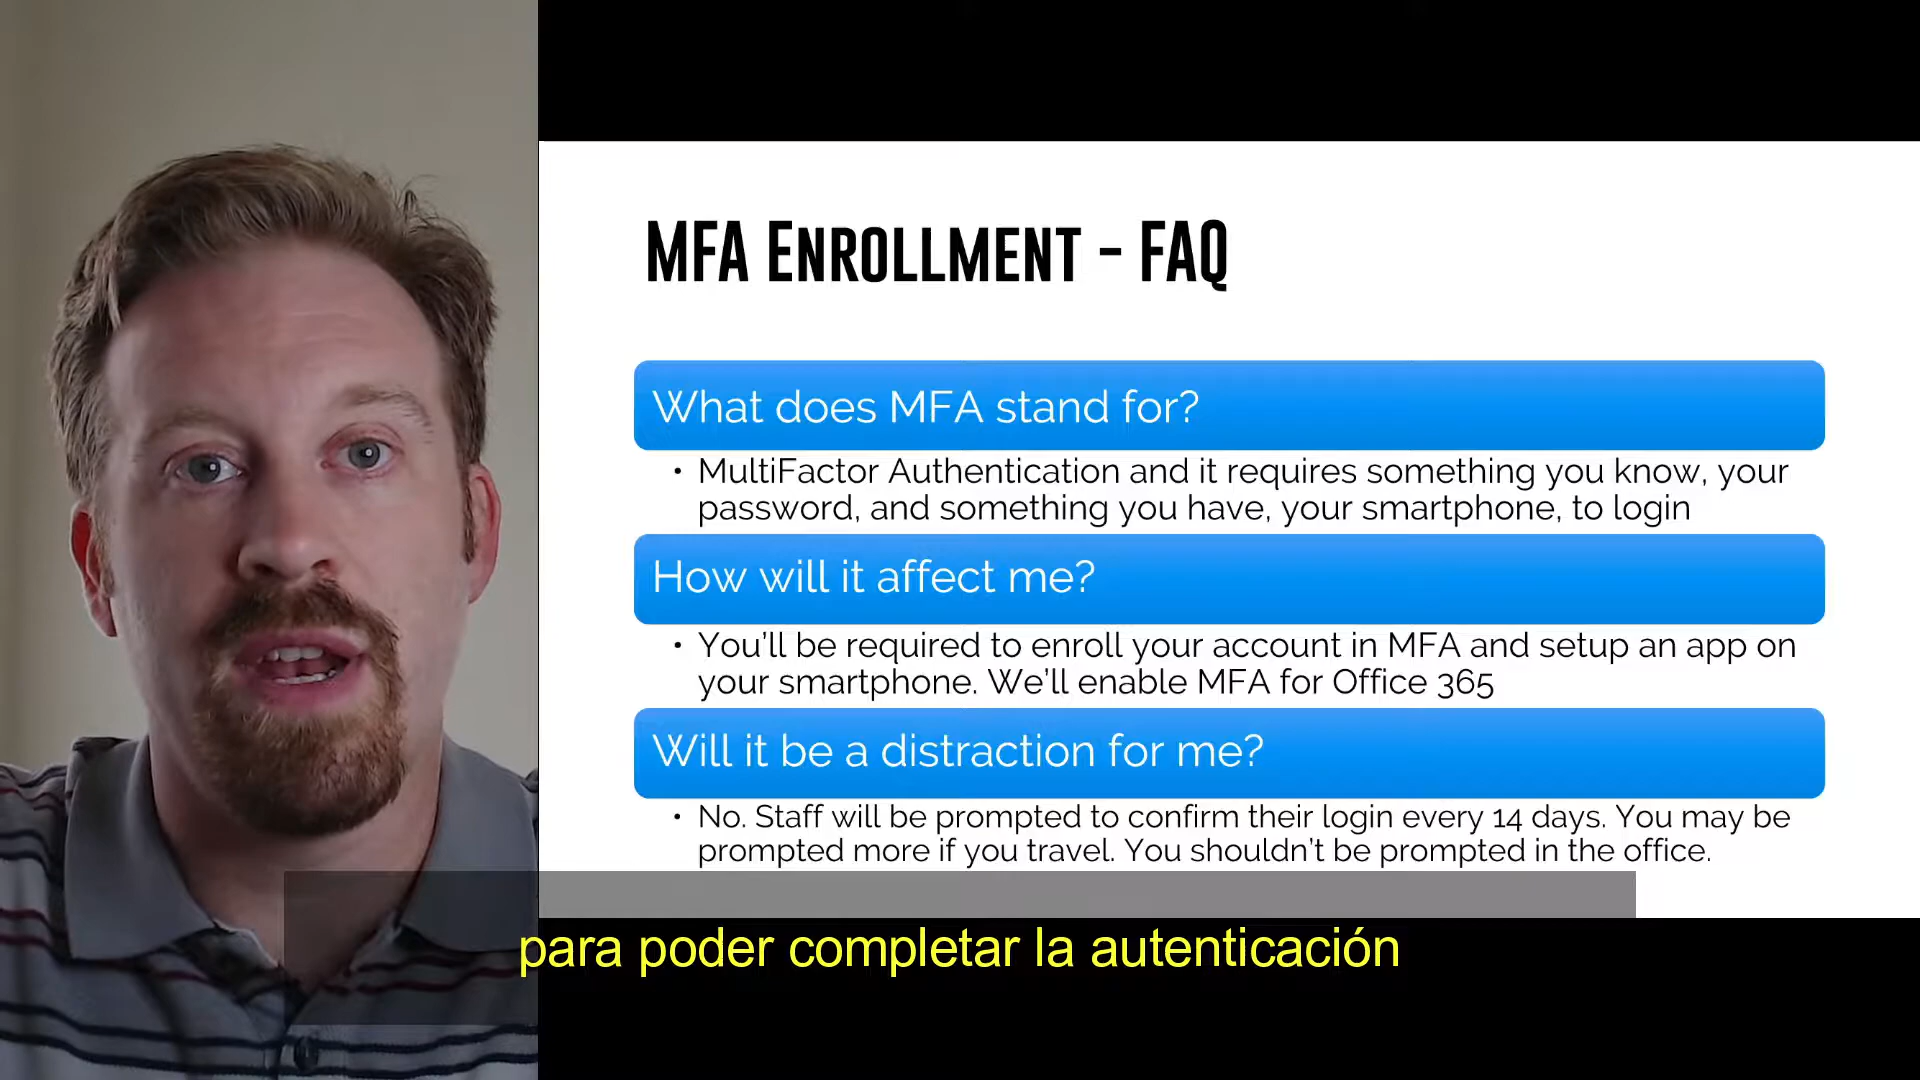 MFA Enrollment - FAQ
What does MFA stand for?
• MultiFactor Authentication and it requires something you know, your
password, and something you have, your smartphone, to login
How will it affect me?
• You'll be required to enroll your account in MFA and setup an app on
your smartphone. We'll enable MFA for Office 365
Will it be a distraction for me?
• No. Staff will be prompted to confirm their login every 14 days. You may be
prompted more if you travel. You shouldn't be prompted in the office.
para poder completar la autenticación